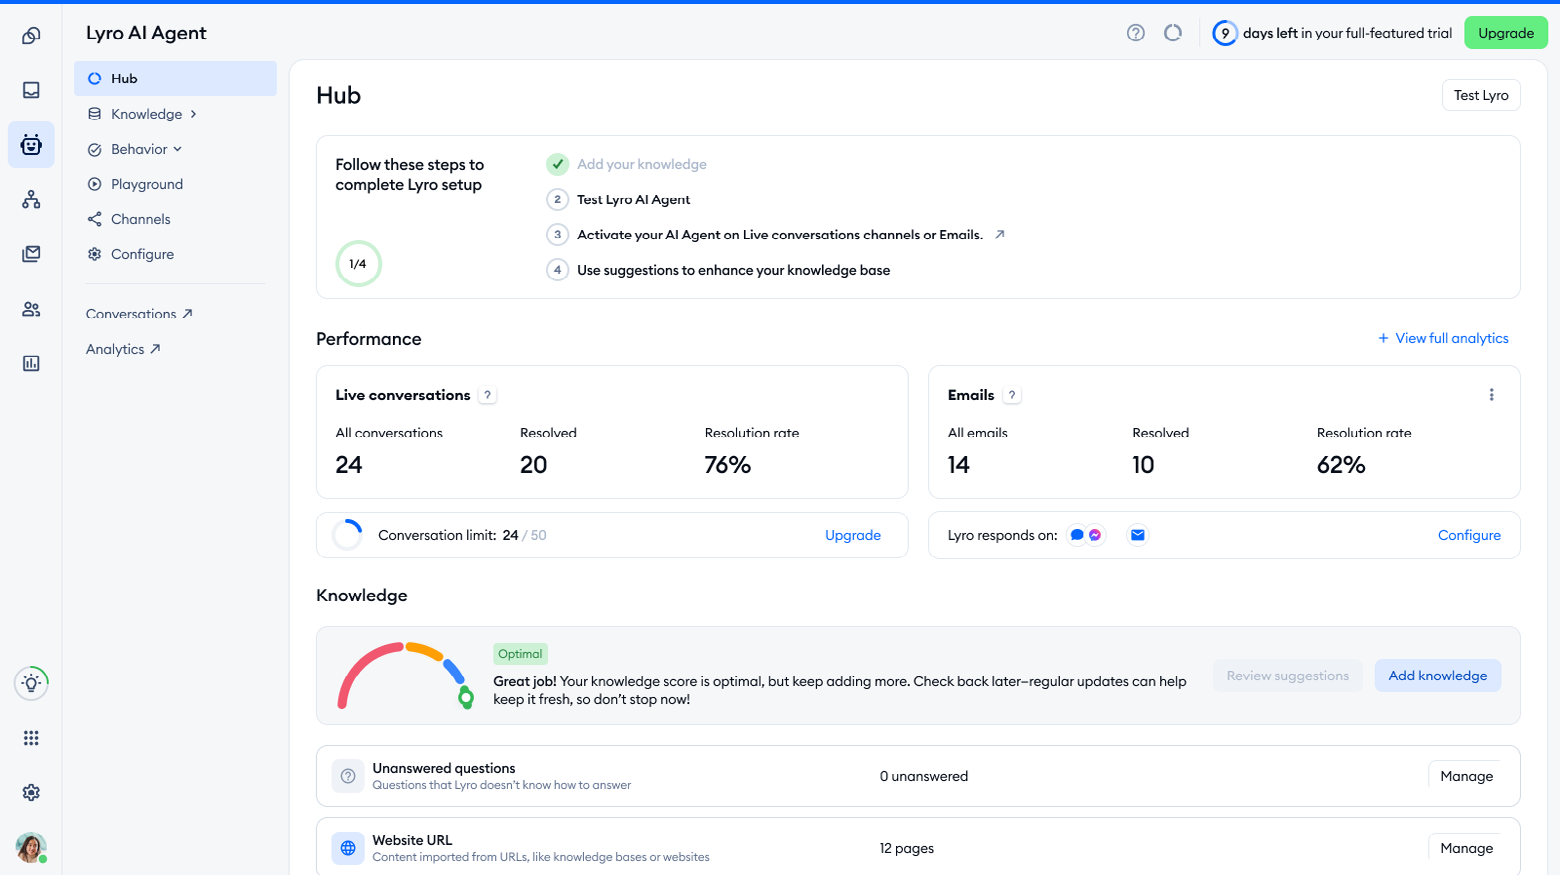 Lyro AI Agent
9 days left in your full-featured trial
Upgrade
Hub
Knowledge
Behavior
Playground
Channels
Configure
Conversations
Analytics
Hub
Test Lyro
Follow these steps to
complete Lyro setup
1/4
Add your knowledge
2 Test Lyro AI Agent
3 Activate your AI Agent on Live conversations channels or Emails.
4 Use suggestions to enhance your knowledge base
Performance
+ View full analytics
Live conversations ?
All conversations Resolved Resolution rate
24 20 76%
Emails ?
All emails Resolved Resolution rate
14 10 62%
Conversation limit: 24 / 50
Upgrade
Lyro responds on:
Configure
Knowledge
Optimal
Great job! Your knowledge score is optimal, but keep adding more. Check back later–regular updates can help
keep it fresh, so don't stop now!
Review suggestions
Add knowledge
Unanswered questions
Questions that Lyro doesn't know how to answer
0 unanswered
Manage
Website URL
Content imported from URLs, like knowledge bases or websites
12 pages
Manage